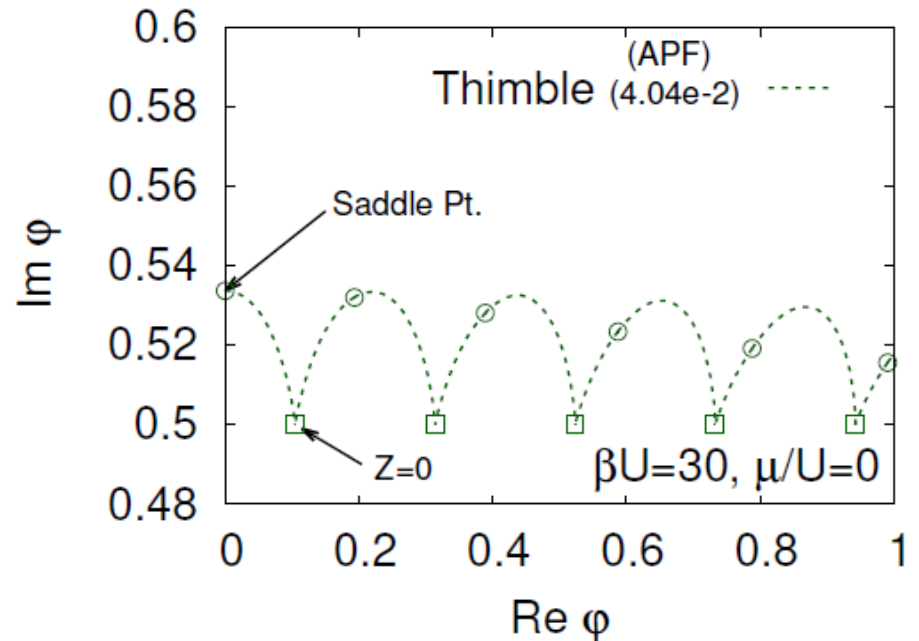 0.6
0.58
0.56
0.54
0.52
0.5
0.48
Im φ
(APF)
Thimble (4.04e-2)
Saddle Pt.
Z=0
βU=30, μ/U=0
0 0.2 0.4 0.6 0.8 1
Re φ